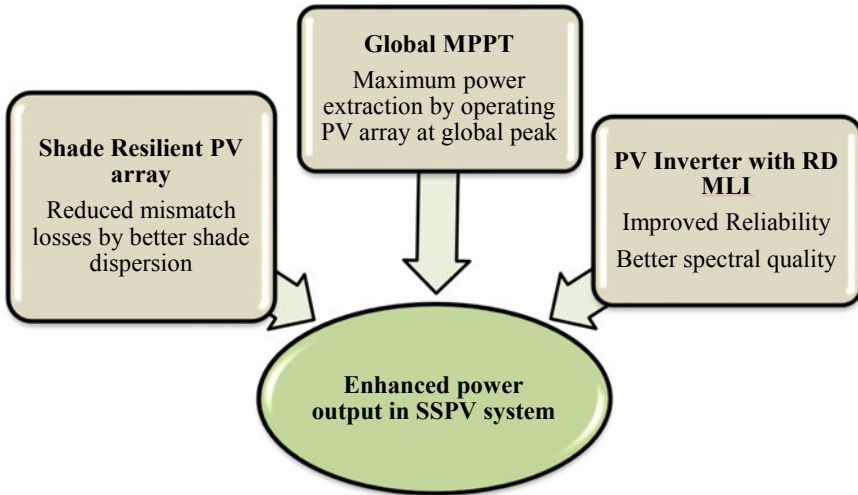 Global MPPT
Maximum power
extraction by operating
PV array at global peak
Shade Resilient PV
array
Reduced mismatch
losses by better shade
dispersion
PV Inverter with RD
MLI
Improved Reliability
Better spectral quality
Enhanced power
output in SSPV system